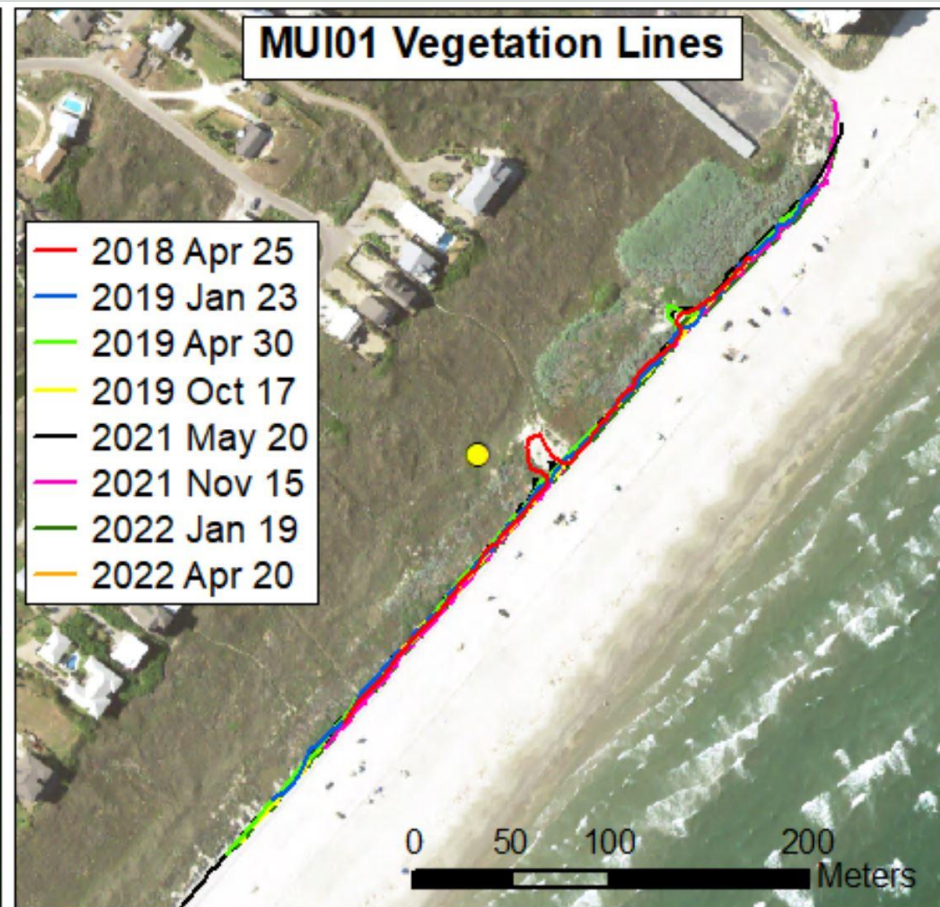 MUI01 Vegetation Lines
2018 Apr 25
2019 Jan 23
2019 Apr 30
2019 Oct 17
2021 May 20
2021 Nov 15
2022 Jan 19
2022 Apr 20
0 50 100 200
Meters